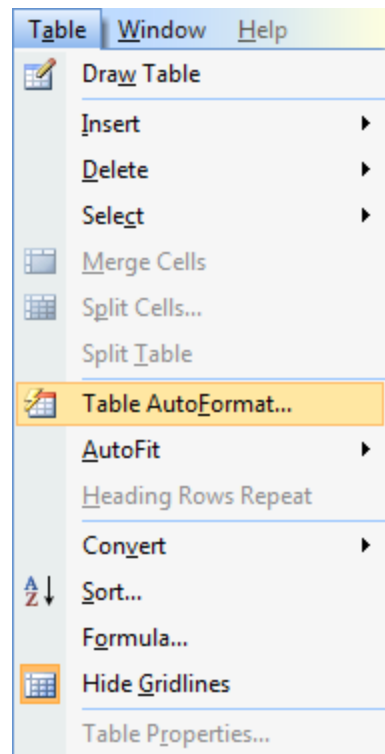 Table Window Help
Draw Table
Insert
Delete
Select
Merge Cells
Split Cells...
Split Table
Table AutoFormat...
AutoFit
Heading Rows Repeat
Convert
A
Z Sort...
Formula...
Hide Gridlines
Table Properties...